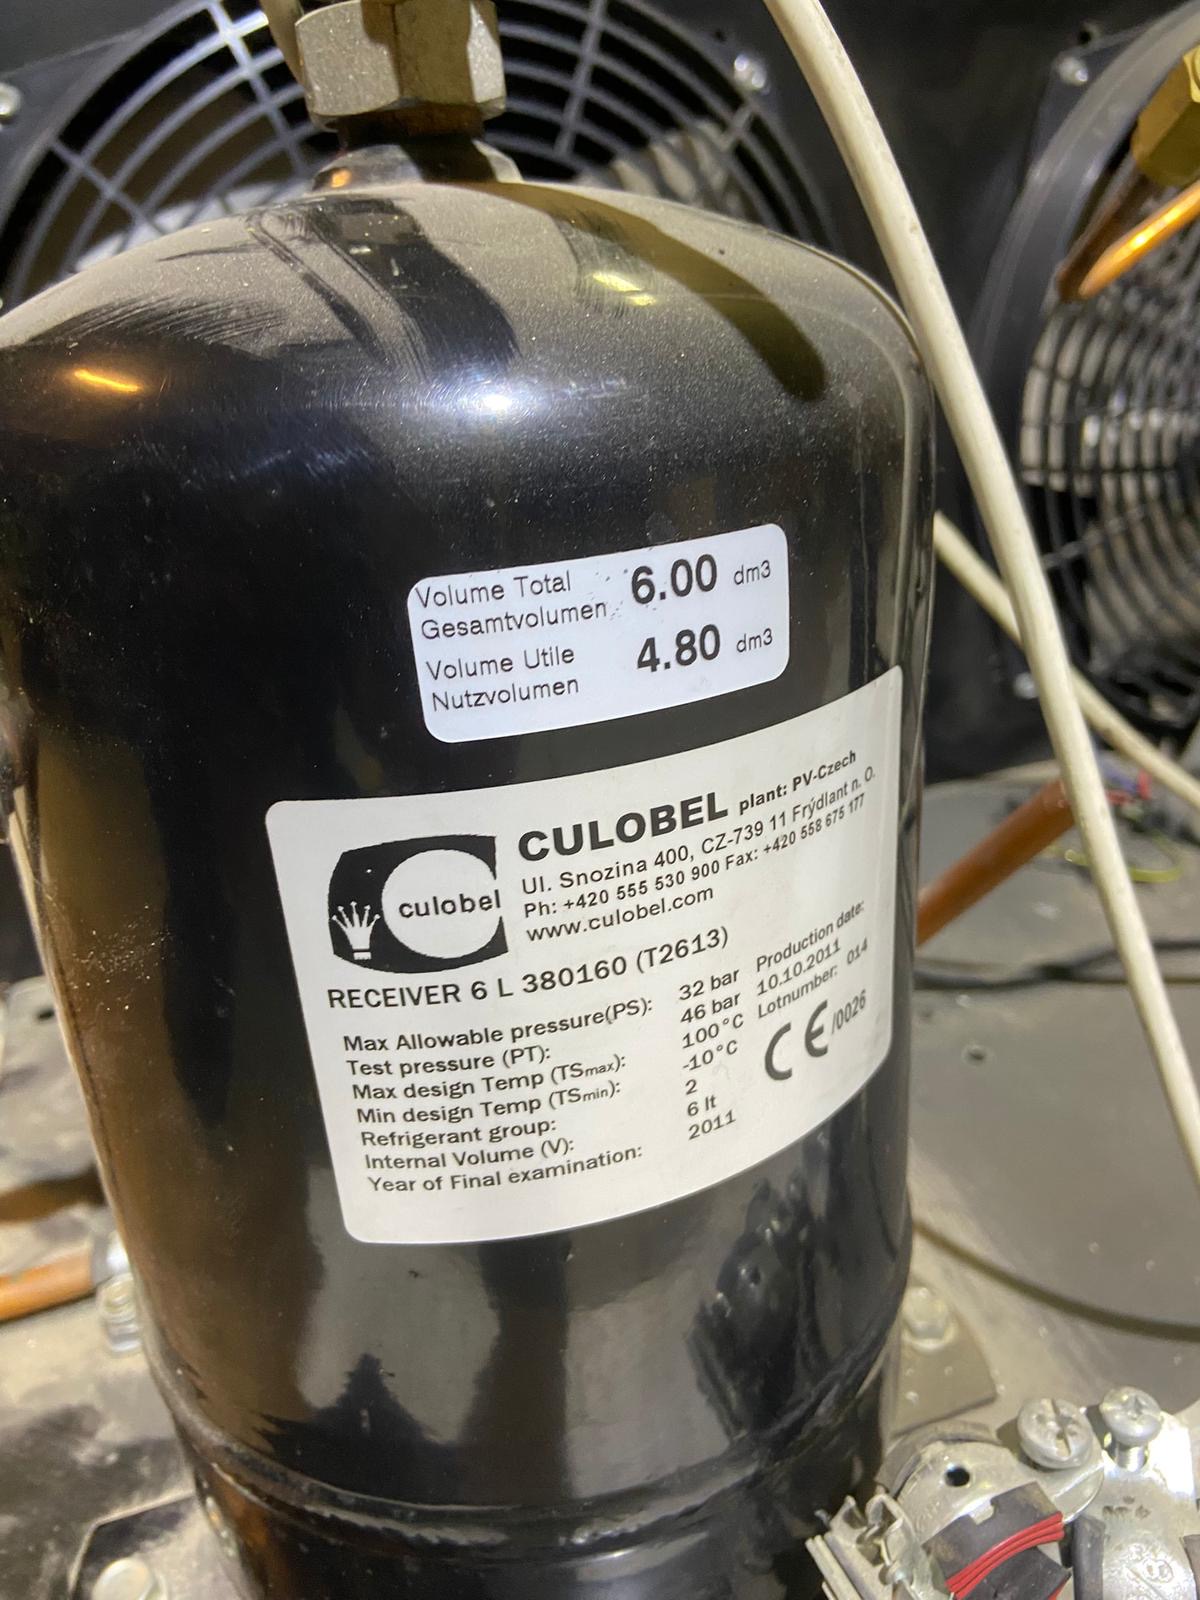 Volume Total 6.00 dm3
Gesamtvolumen
Volume Utile 4.80 dm3
Nutzvolumen
culobel
CULOBEL plant: PV-Czech
Ul. Snozina 400, CZ-739 11 Frýdlant n. O.
Ph: +420 555 530 900 Fax: +420 558 675 177
www.culobel.com
RECEIVER 6 L 380160 (T2613)
Max Allowable pressure(PS): 32 bar
Test pressure (PT): 46 bar
Max design Temp (TSmax): 100°C
Min design Temp (TSmin): -10°C
Refrigerant group: 2
Internal Volume (V): 6 lt
Year of Final examination: 2011
Production date:
10.10.2011
Lotnumber: 014
CE/0026